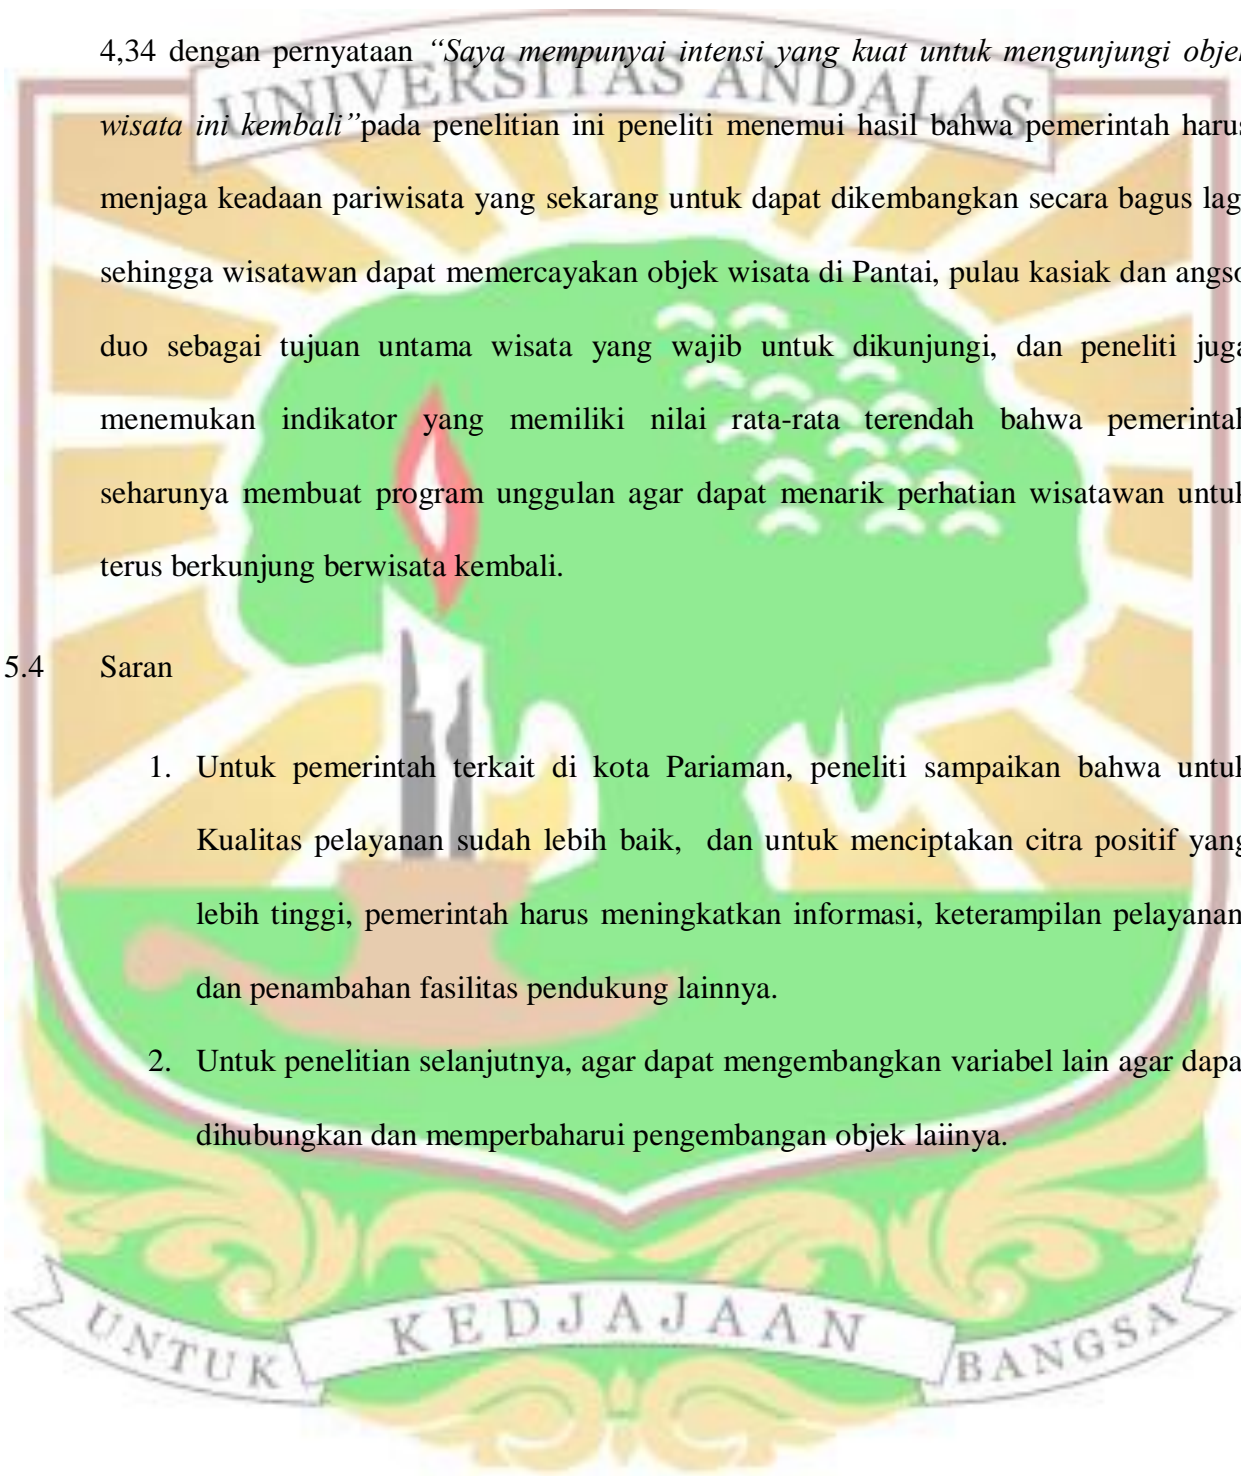 4,34 dengan pernyataan “Saya mempunyai intensi yang kuat untuk mengunjungi objek
UNIVERSITAS ANDALAS
wisata ini kembali”pada penelitian ini peneliti menemui hasil bahwa pemerintah harus
menjaga keadaan pariwisata yang sekarang untuk dapat dikembangkan secara bagus lag
sehingga wisatawan dapat memercayakan objek wisata di Pantai, pulau kasiak dan angso
duo sebagai tujuan untama wisata yang wajib untuk dikunjungi, dan peneliti juga
menemukan indikator yang memiliki nilai rata-rata terendah bahwa pemerintah
seharunya membuat program unggulan agar dapat menarik perhatian wisatawan untuk
terus berkunjung berwisata kembali.
5.4 Saran
1. Untuk pemerintah terkait di kota Pariaman, peneliti sampaikan bahwa untuk
Kualitas pelayanan sudah lebih baik, dan untuk menciptakan citra positif yang
lebih tinggi, pemerintah harus meningkatkan informasi, keterampilan pelayanan
dan penambahan fasilitas pendukung lainnya.
2. Untuk penelitian selanjutnya, agar dapat mengembangkan variabel lain agar dapa
dihubungkan dan memperbaharui pengembangan objek laiinya.
UNTUK KEDJAJAAN BANGSA